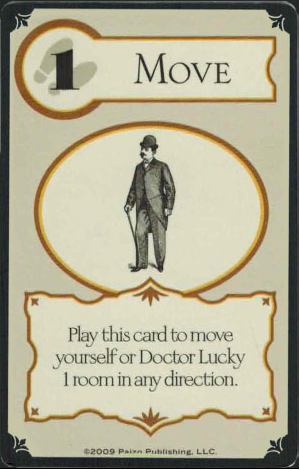 1 MOVE
Play this card to move
yourself or Doctor Lucky
1 room in any direction.
©2009 Paizo Publishing, LLC.